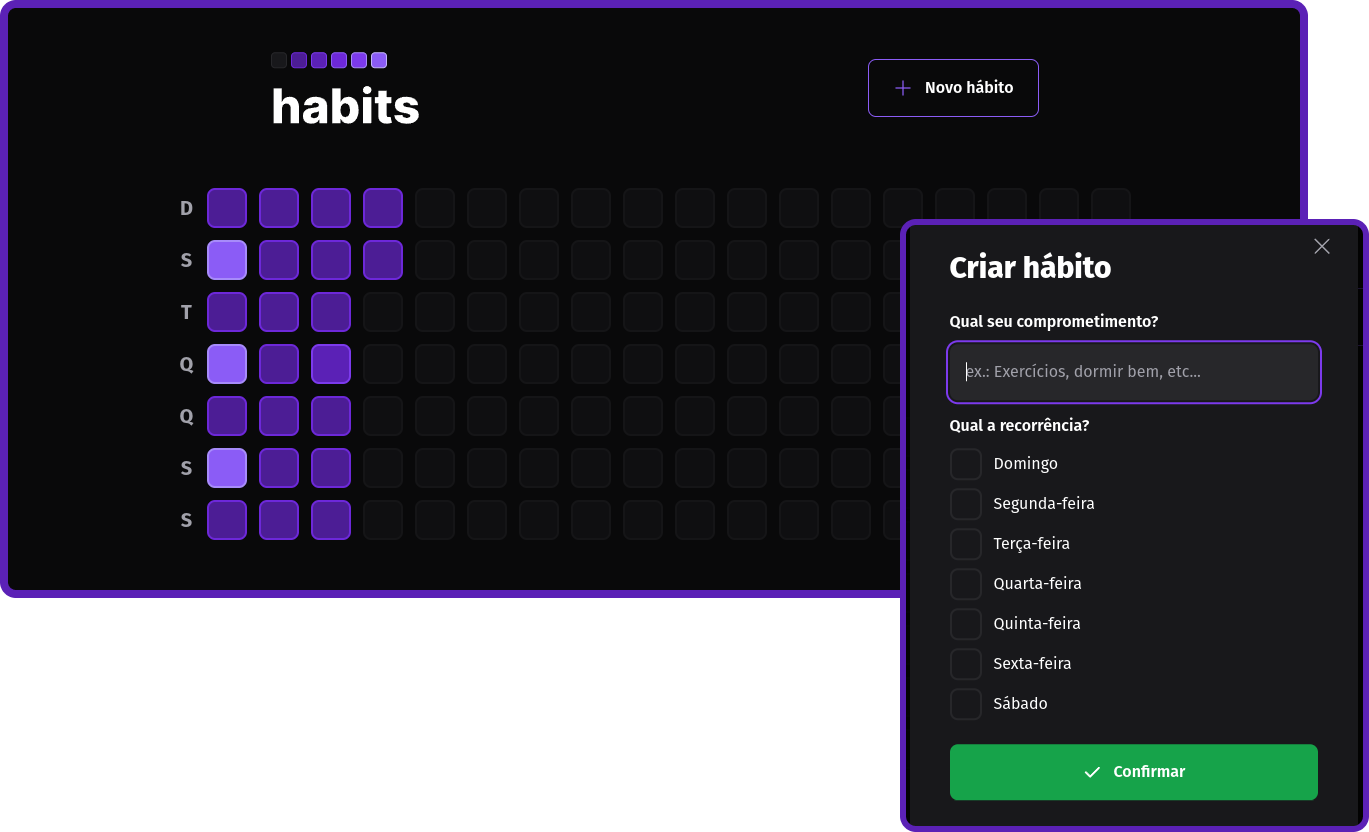 habits
Novo hábito
D
S
T
Q
Q
S
S
Criar hábito
Qual seu comprometimento?
ex.: Exercícios, dormir bem, etc...
Qual a recorrência?
Domingo
Segunda-feira
Terça-feira
Quarta-feira
Quinta-feira
Sexta-feira
Sábado
Confirmar